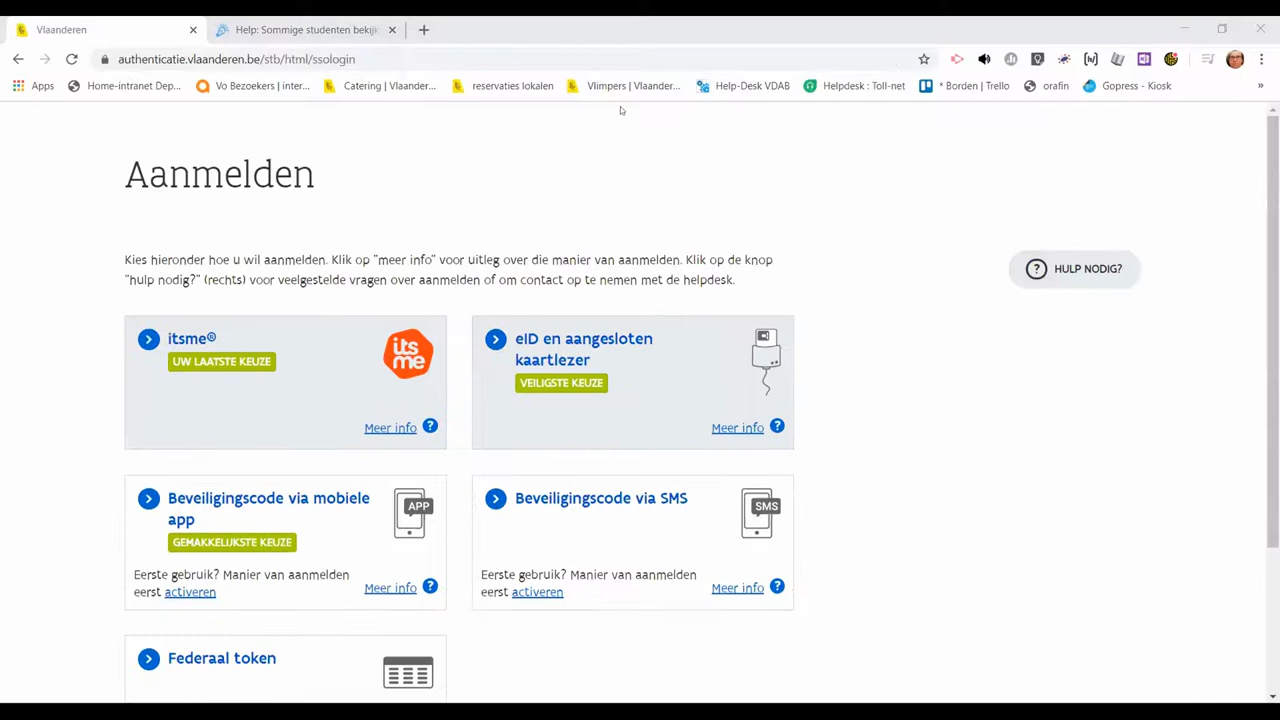 Vlaanderen
Help: Sommige studenten bekijk
authenticatie.vlaanderen.be/stb/html/ssologin
Apps
Home-intranet Dep...
Vo Bezoekers | inter...
Catering | Vlaander...
reservaties lokalen
Vlimpers | Vlaander...
Help-Desk VDAB
Helpdesk : Toll-net
* Borden | Trello
orafin
Gopress - Kiosk
»
Aanmelden
Kies hieronder hoe u wil aanmelden. Klik op "meer info" voor uitleg over die manier van aanmelden. Klik op de knop
"hulp nodig?" (rechts) voor veelgestelde vragen over aanmelden of om contact op te nemen met de helpdesk.
? HULP NODIG?
itsme®
UW LAATSTE KEUZE
its
me
Meer info ?
eID en aangesloten
kaartlezer
VEILIGSTE KEUZE
Meer info ?
Beveiligingscode via mobiele
app
GEMAKKELIJKSTE KEUZE
APP
Eerste gebruik? Manier van aanmelden
eerst activeren
Meer info ?
Beveiligingscode via SMS
SMS
Eerste gebruik? Manier van aanmelden
eerst activeren
Meer info ?
Federaal token